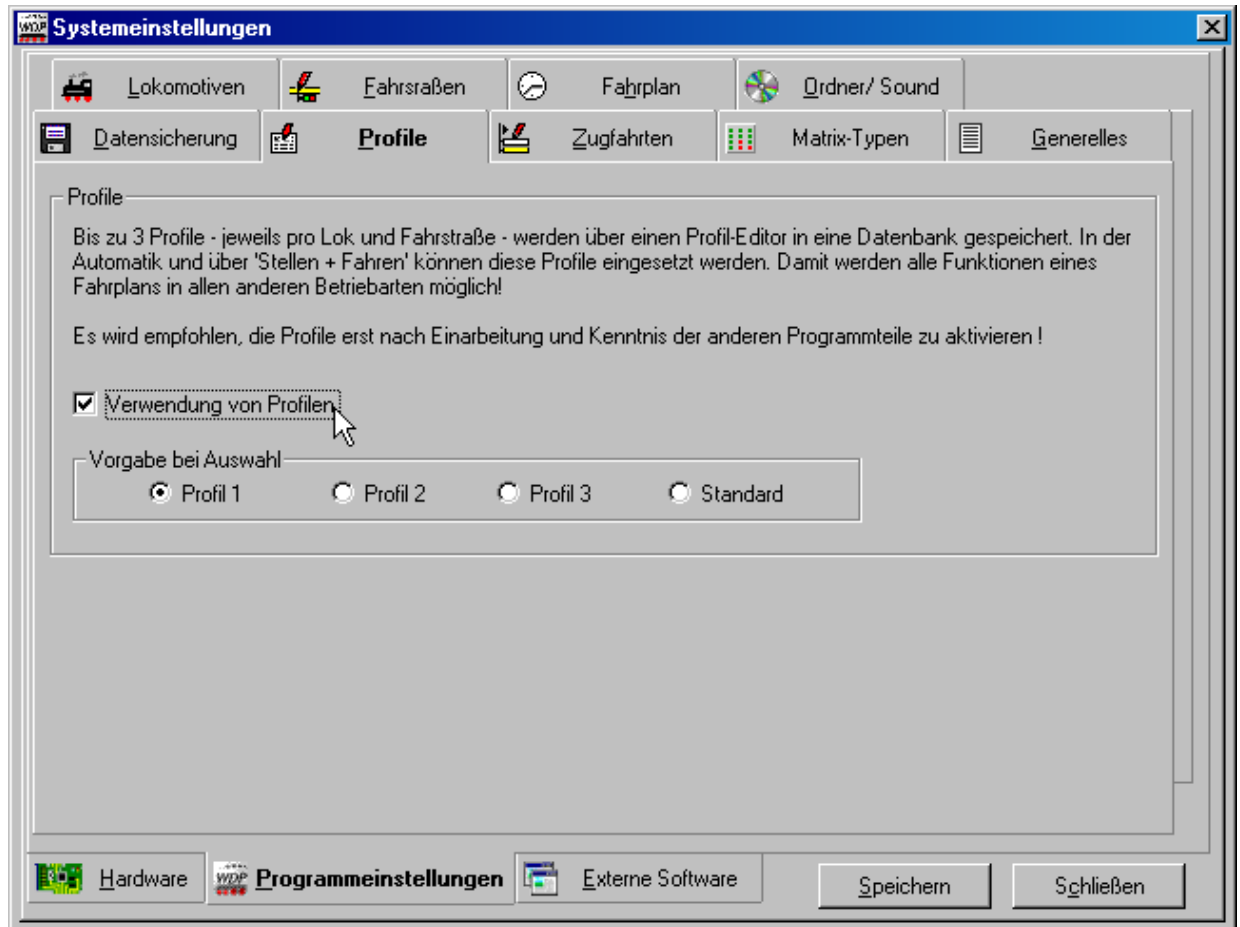 WDP Systemeinstellungen
Lokomotiven Fahrsraßen Fahrplan Ordner/ Sound
Datensicherung Profile Zugfahrten Matrix-Typen Generelles
Profile
Bis zu 3 Profile - jeweils pro Lok und Fahrstraße - werden über einen Profil-Editor in eine Datenbank gespeichert. In der
Automatik und über 'Stellen + Fahren' können diese Profile eingesetzt werden. Damit werden alle Funktionen eines
Fahrplans in allen anderen Betriebarten möglich!
Es wird empfohlen, die Profile erst nach Einarbeitung und Kenntnis der anderen Programmteile zu aktivieren !
Verwendung von Profilen
Vorgabe bei Auswahl
Profil 1 Profil 2 Profil 3 Standard
Hardware WDP Programmeinstellungen Externe Software Speichern Schließen